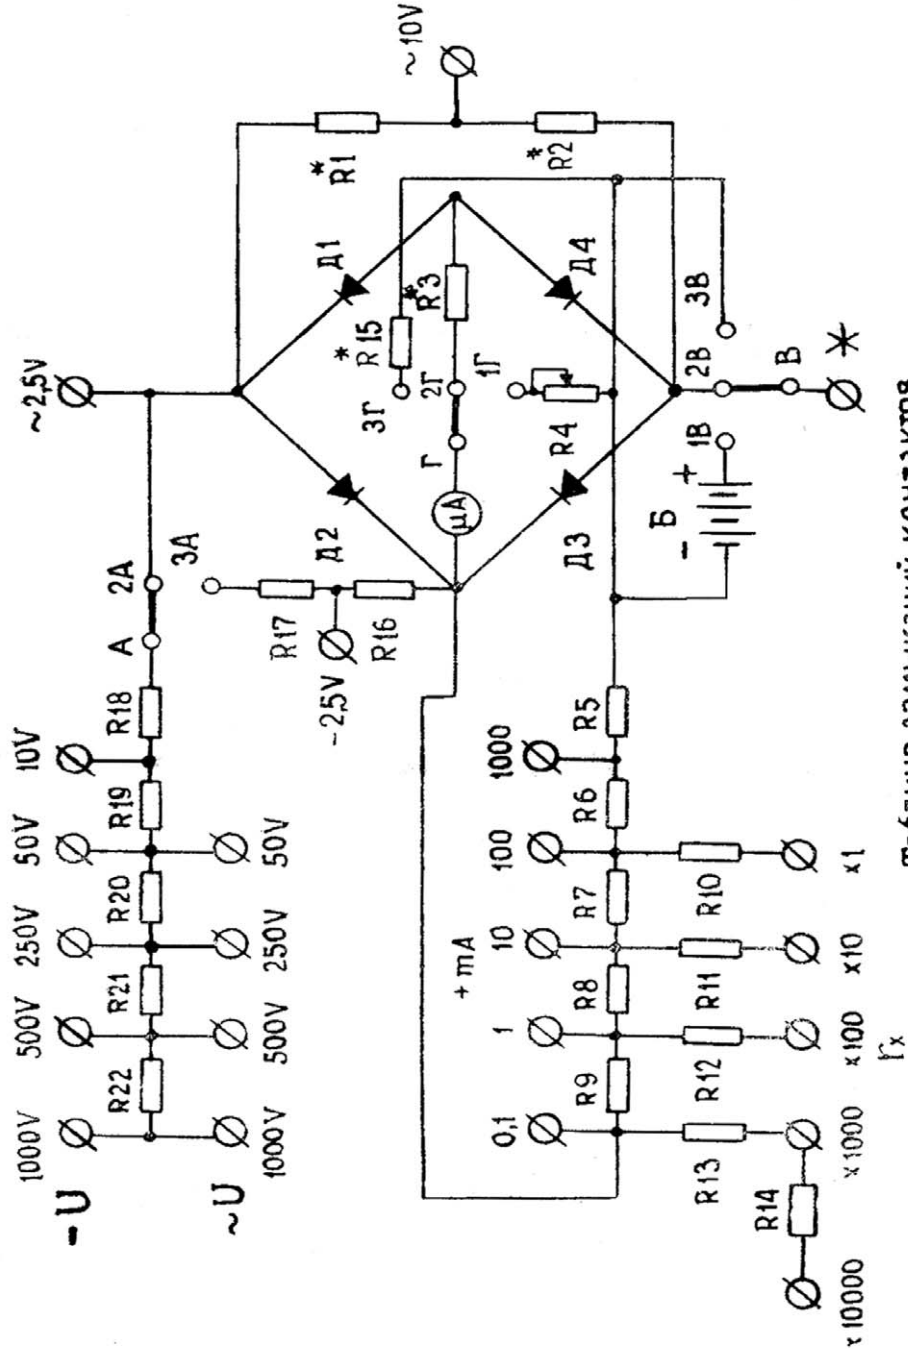 -U
1000V
500V
250V
50V
10V
~2,5V
~10V
R22
R21
R20
R19
R18
A
2A
3A
~U
1000V
500V
250V
50V
R17
-2,5V
R16
Д2
Д1
*R1
*R15
3Г
Г
2Г
*R3
1Г
μA
R4
*R2
Д3
Д4
+mA
0,1
1
10
100
1000
R9
R8
R7
R6
R5
- Б +
1В
2В
3В
В
R13
R12
R11
R10
R14
x10000
x1000
x100
x10
x1
rx